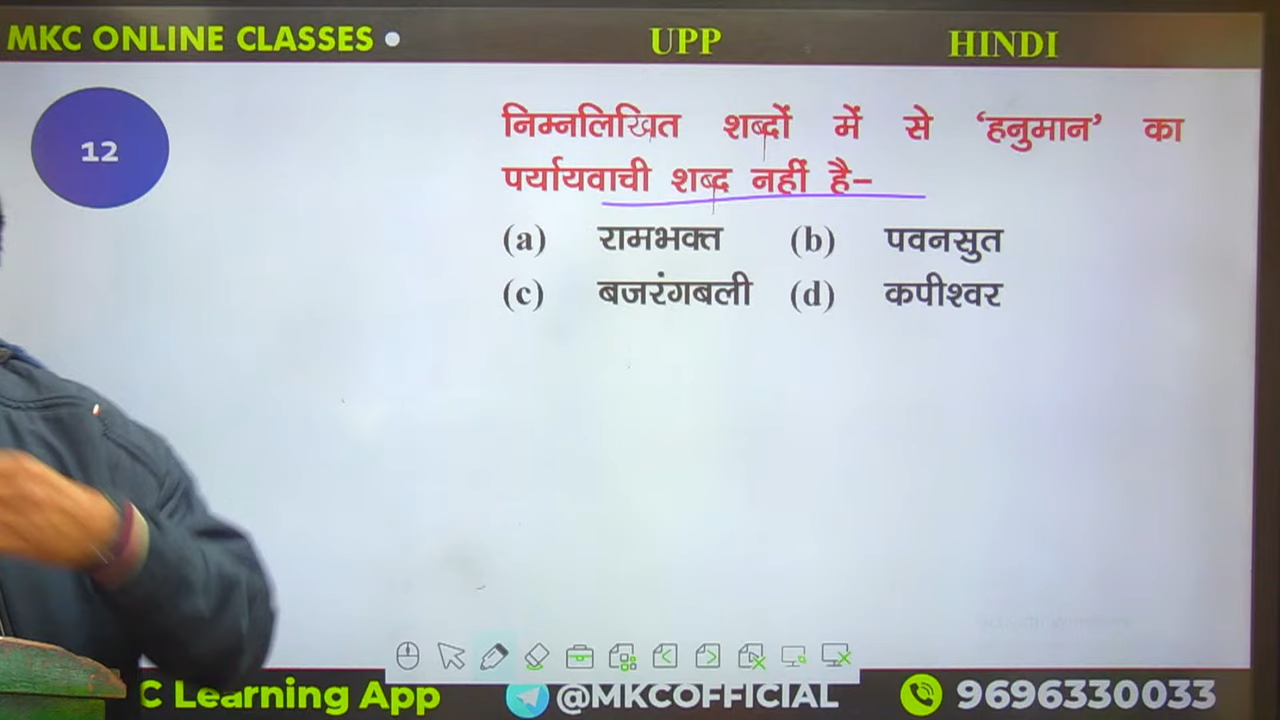 MKC ONLINE CLASSES
UPP
HINDI
12
निम्नलिखित शब्दों में से ‘हनुमान’ का
पर्यायवाची शब्द नहीं है–
(a) रामभक्त (b) पवनसुत
(c) बजरंगबली (d) कपीश्वर
C Learning App @MKCOFFICIAL 9696330033